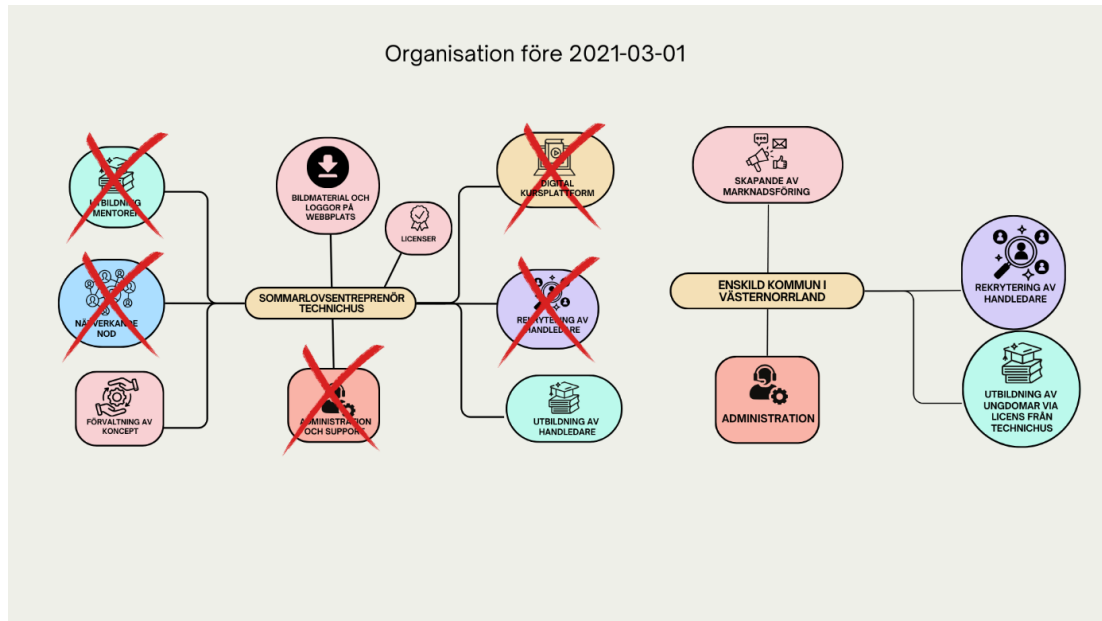 Organisation före 2021-03-01
UTBILDNING
MENTORER
BILDMATERIAL OCH
LOGGOR PÅ
WEBBPLATS
LICENSER
DIGITAL
KURSPLATTFORM
NÄTVERKANDE
NOD
SOMMARLOVSENTREPRENÖR
TECHNICHUS
REKRYTERING AV
HANDLEDARE
FÖRVALTNING AV
KONCEPT
ADMINISTRATION
OCH SUPPORT
UTBILDNING AV
HANDLEDARE
SKAPANDE AV
MARKNADSFÖRING
ENSKILD KOMMUN I
VÄSTERNORRLAND
REKRYTERING AV
HANDLEDARE
ADMINISTRATION
UTBILDNING AV
UNGDOMAR VIA
LICENS FRÅN
TECHNICHUS